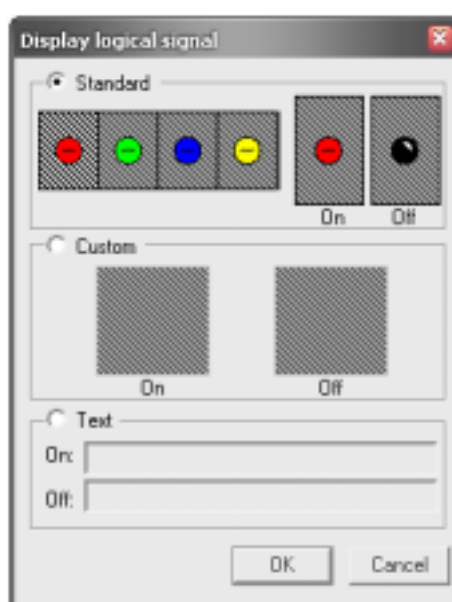 Display logical signal
Standard
On Off
Custom
On Off
Text
On:
Off:
OK Cancel